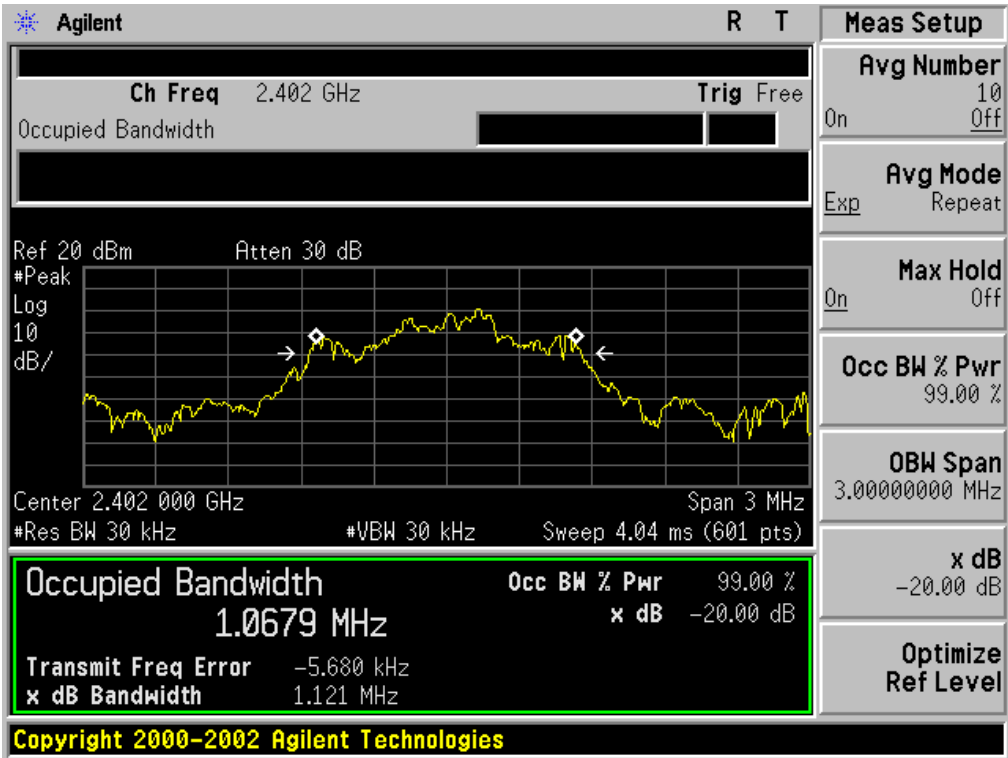 Agilent R T
Ch Freq 2.402 GHz Trig Free
Occupied Bandwidth
Ref 20 dBm Atten 30 dB
#Peak
Log
10
dB/
Center 2.402 000 GHz Span 3 MHz
#Res BW 30 kHz #VBW 30 kHz Sweep 4.04 ms (601 pts)
Occupied Bandwidth Occ BW % Pwr 99.00 %
1.0679 MHz x dB -20.00 dB
Transmit Freq Error -5.680 kHz
x dB Bandwidth 1.121 MHz
Copyright 2000-2002 Agilent Technologies
Meas Setup
Avg Number
10
On Off
Avg Mode
Exp Repeat
Max Hold
On Off
Occ BW % Pwr
99.00 %
OBW Span
3.00000000 MHz
x dB
-20.00 dB
Optimize
Ref Level